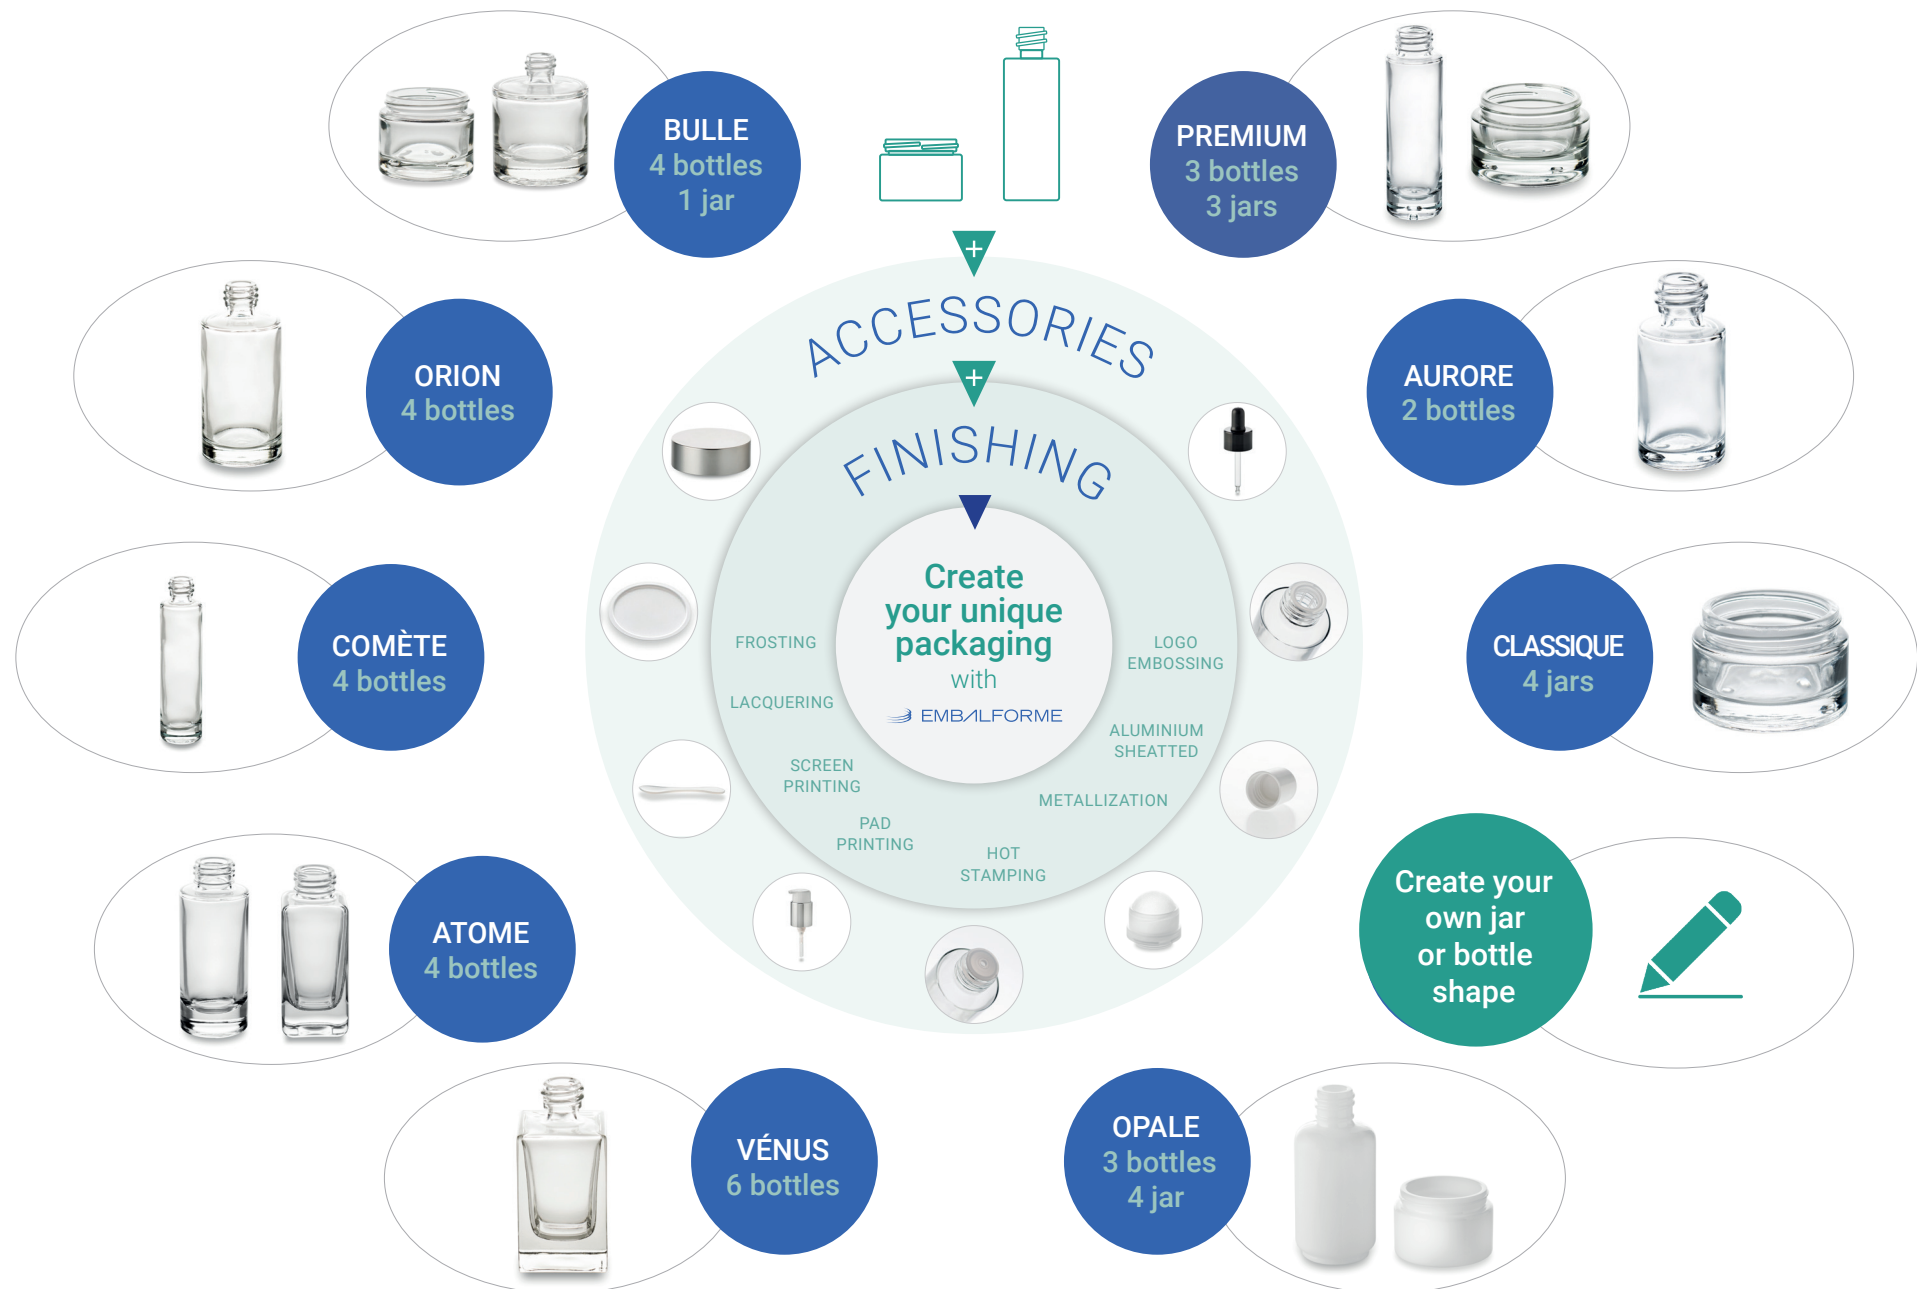 BULLE
4 bottles
1 jar
PREMIUM
3 bottles
3 jars
+
ACCESSORIES
+
FINISHING
ORION
4 bottles
AURORE
2 bottles
COMÈTE
4 bottles
CLASSIQUE
4 jars
Create
your unique
packaging
with
EMBALFORME
FROSTING
LACQUERING
SCREEN
PRINTING
PAD
PRINTING
HOT
STAMPING
METALLIZATION
ALUMINIUM
SHEATTED
LOGO
EMBOSSING
ATOME
4 bottles
Create your
own jar
or bottle
shape
VÉNUS
6 bottles
OPALE
3 bottles
4 jar